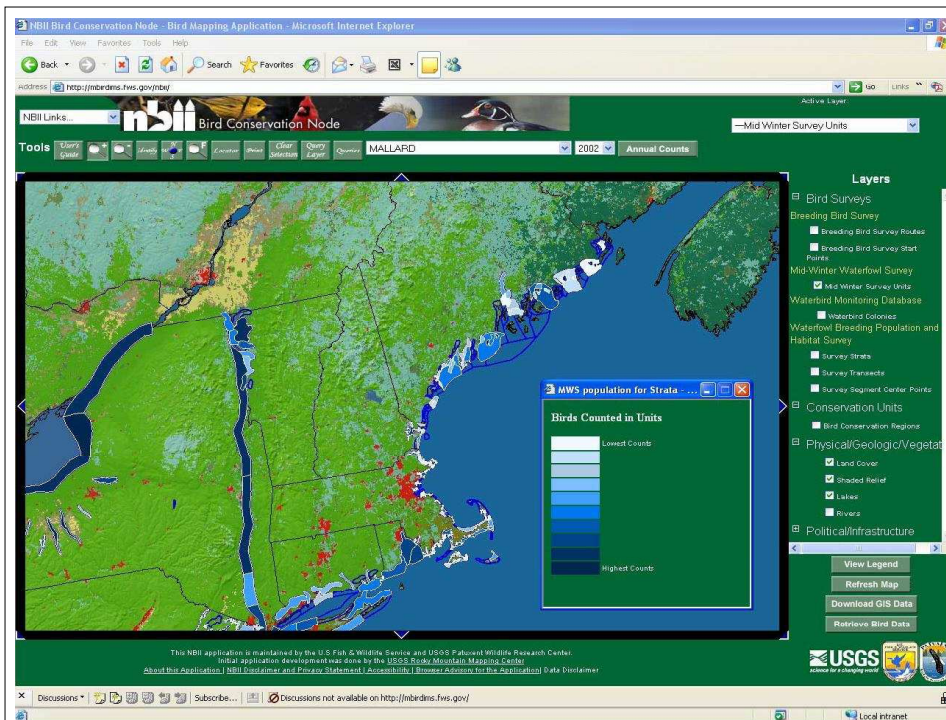 NBII Bird Conservation Node - Bird Mapping Application - Microsoft Internet Explorer
File Edit View Favorites Tools Help
Back Search Favorites
Address http://mbirdims.fws.gov/nbii/ Go Links
NBII Links...
nbii Bird Conservation Node
Active Layer
—Mid Winter Survey Units
Tools User's Guide Identify F Locator Print Clear Selection Query Layer Queries MALLARD 2002 Annual Counts
Layers
Bird Surveys
Breeding Bird Survey
Breeding Bird Survey Routes
Breeding Bird Survey Start
Points
Mid-Winter Waterfowl Survey
Mid Winter Survey Units
Waterbird Monitoring Database
Waterbird Colonies
Waterfowl Breeding Population and
Habitat Survey
Survey Strata
Survey Transects
Survey Segment Center Points
Conservation Units
Bird Conservation Regions
Physical/Geologic/Vegetat
Land Cover
Shaded Relief
Lakes
Rivers
Political/Infrastructure
MWS population for Strata - ...
Birds Counted in Units
Lowest Counts
Highest Counts
View Legend
Refresh Map
Download GIS Data
Retrieve Bird Data
This NBII application is maintained by the U.S Fish & Wildlife Service and USGS Patuxent Wildlife Research Center.
Initial application development was done by the USGS Rocky Mountain Mapping Center
About this Application | NBII Disclaimer and Privacy Statement | Accessibility | Browser Advisory for the Application| Data Disclaimer
USGS
science for a changing world
Discussions Subscribe... Discussions not available on http://mbirdims.fws.gov/
Local intranet